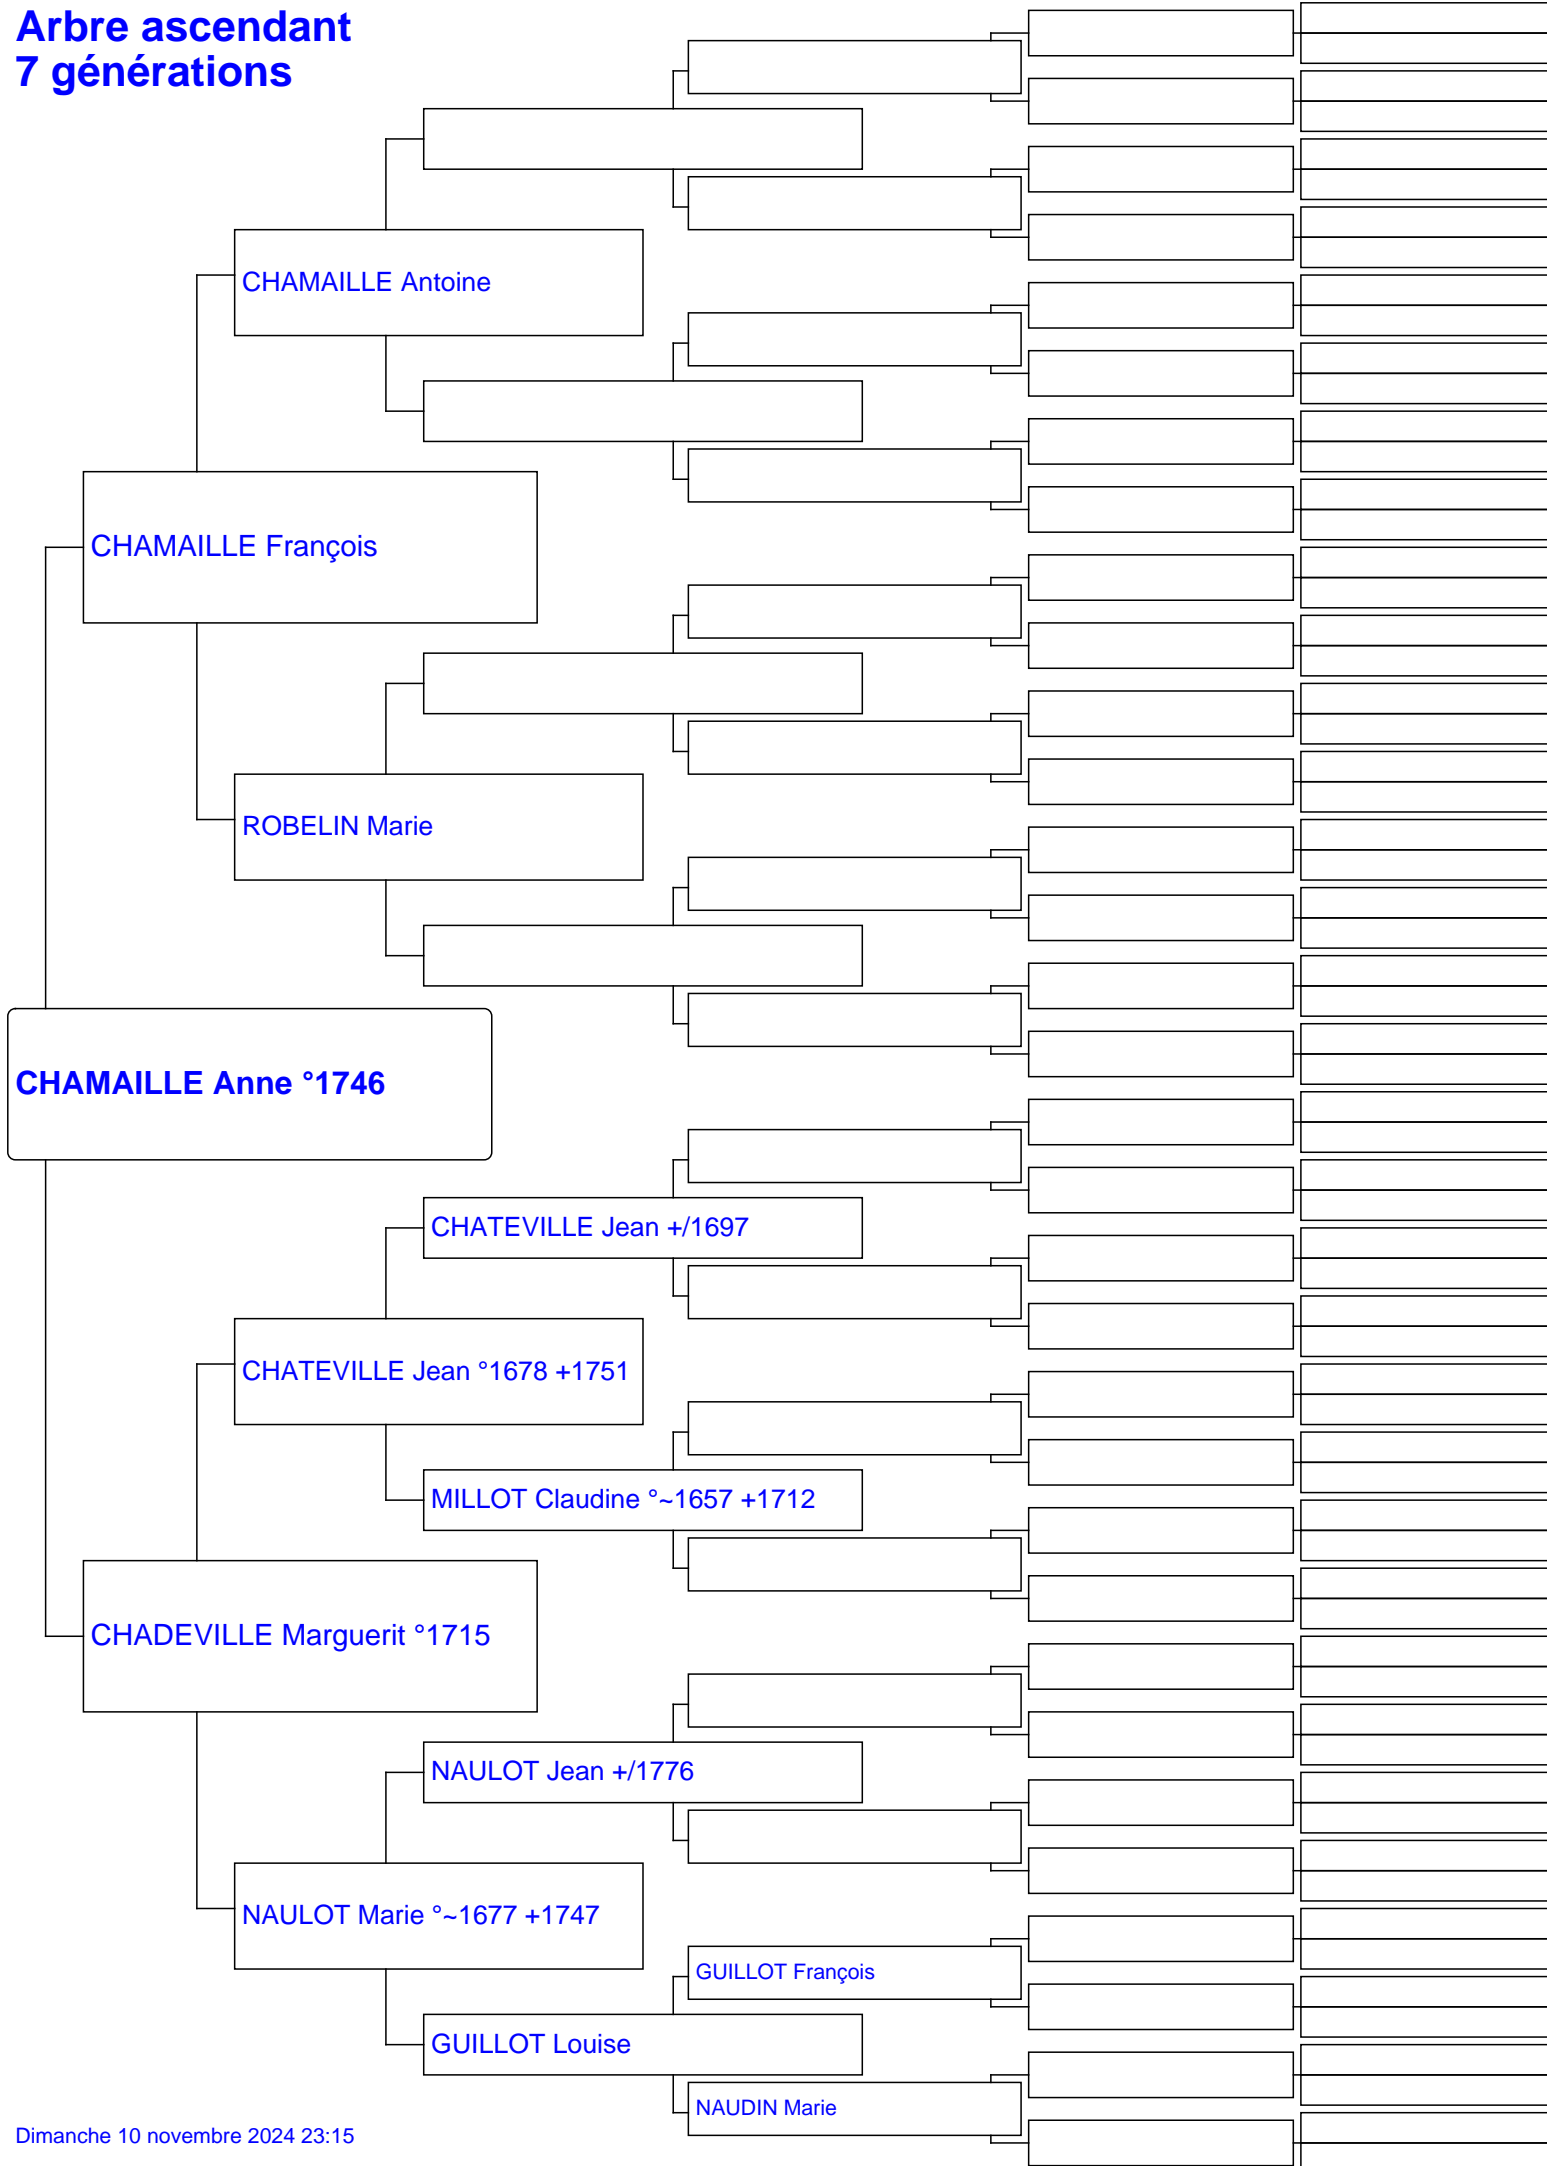 Arbre ascendant
7 générations
CHAMAILLE Antoine
CHAMAILLE François
ROBELIN Marie
CHAMAILLE Anne °1746
CHATEVILLE Jean +/1697
CHATEVILLE Jean °1678 +1751
MILLOT Claudine °~1657 +1712
CHADEVILLE Marguerit °1715
NAULOT Jean +/1776
NAULOT Marie °~1677 +1747
GUILLOT François
GUILLOT Louise
NAUDIN Marie
Dimanche 10 novembre 2024 23:15